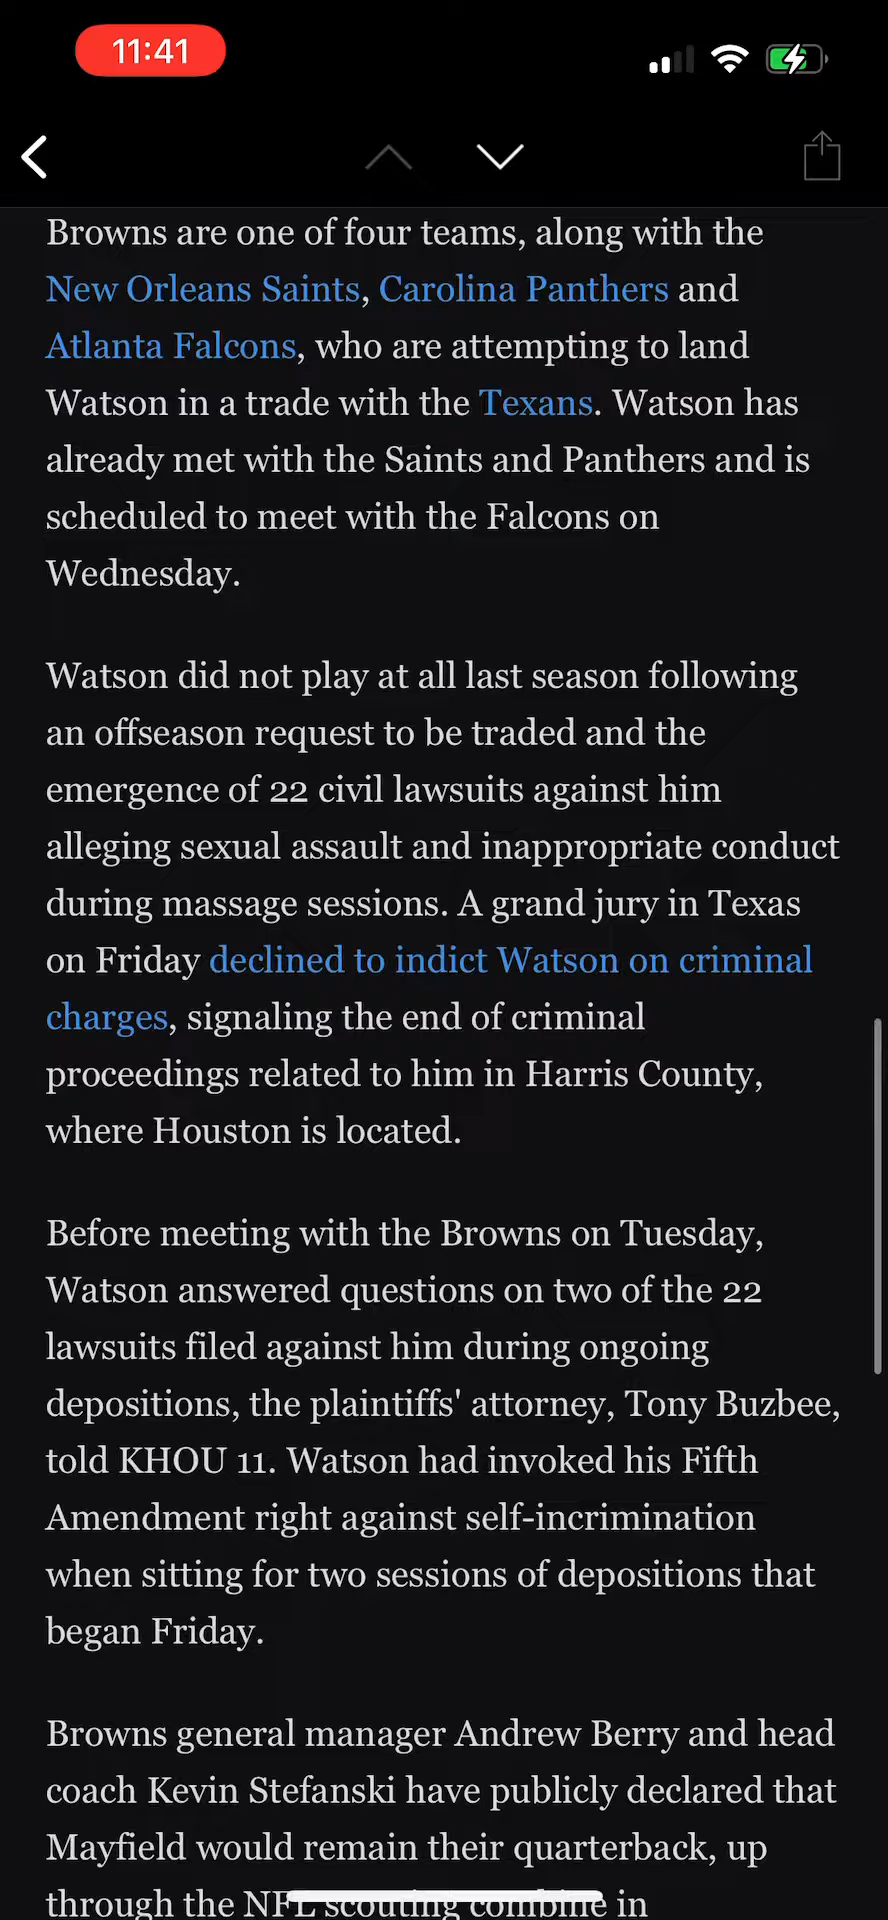 11:41
Browns are one of four teams, along with the
New Orleans Saints, Carolina Panthers and
Atlanta Falcons, who are attempting to land
Watson in a trade with the Texans. Watson has
already met with the Saints and Panthers and is
scheduled to meet with the Falcons on
Wednesday.
Watson did not play at all last season following
an offseason request to be traded and the
emergence of 22 civil lawsuits against him
alleging sexual assault and inappropriate conduct
during massage sessions. A grand jury in Texas
on Friday declined to indict Watson on criminal
charges, signaling the end of criminal
proceedings related to him in Harris County,
where Houston is located.
Before meeting with the Browns on Tuesday,
Watson answered questions on two of the 22
lawsuits filed against him during ongoing
depositions, the plaintiffs' attorney, Tony Buzbee,
told KHOU 11. Watson had invoked his Fifth
Amendment right against self-incrimination
when sitting for two sessions of depositions that
began Friday.
Browns general manager Andrew Berry and head
coach Kevin Stefanski have publicly declared that
Mayfield would remain their quarterback, up
through the NFL scouting combine in